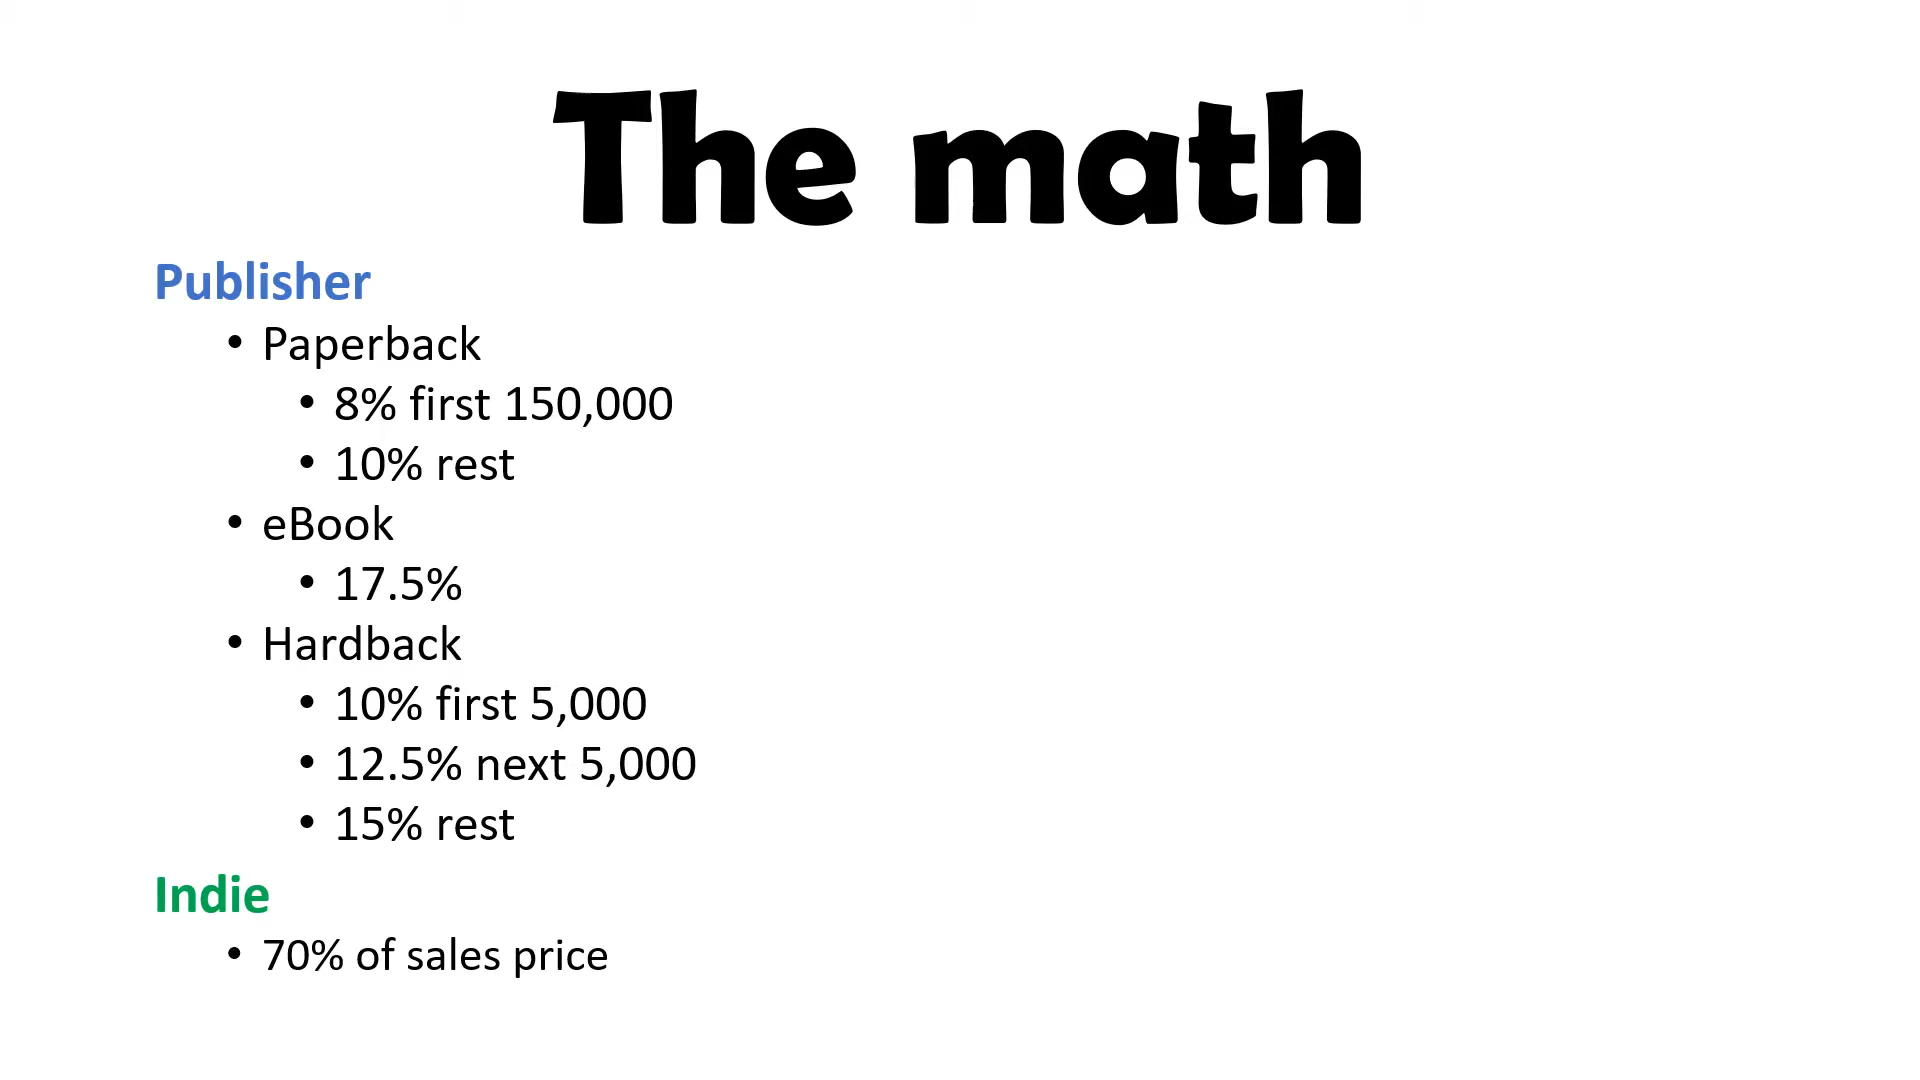 The math
Publisher
• Paperback
• 8% first 150,000
• 10% rest
• eBook
• 17.5%
• Hardback
• 10% first 5,000
• 12.5% next 5,000
• 15% rest
Indie
• 70% of sales price